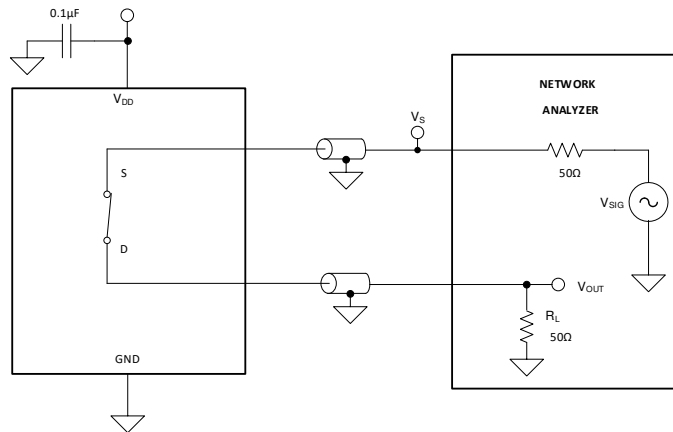 0.1µF
VDD
NETWORK
ANALYZER
VS
S
50Ω
VSIG
D
VOUT
RL
50Ω
GND